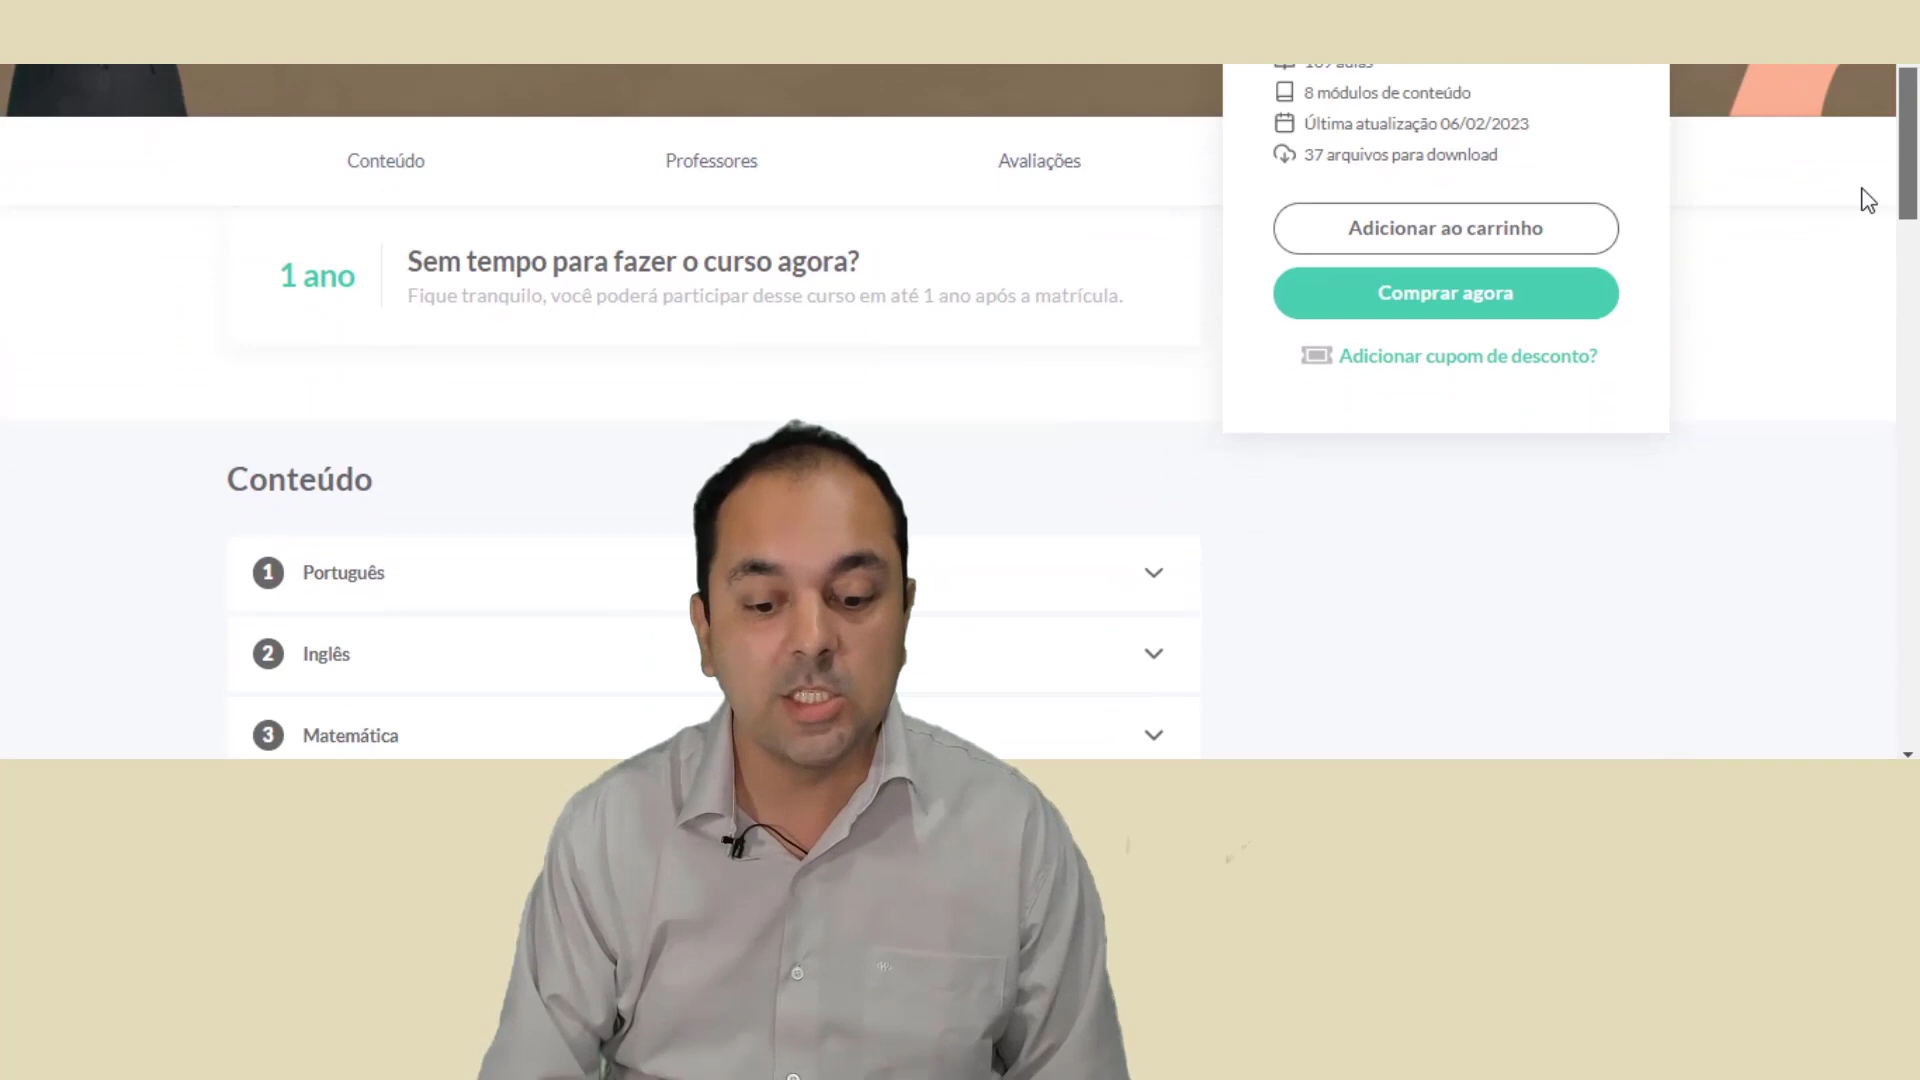 8 módulos de conteúdo
Última atualização 06/02/2023
37 arquivos para download
Conteúdo
Professores
Avaliações
Adicionar ao carrinho
Comprar agora
Adicionar cupom de desconto?
1 ano
Sem tempo para fazer o curso agora?
Fique tranquilo, você poderá participar desse curso em até 1 ano após a matrícula.
Conteúdo
1 Português
2 Inglês
3 Matemática